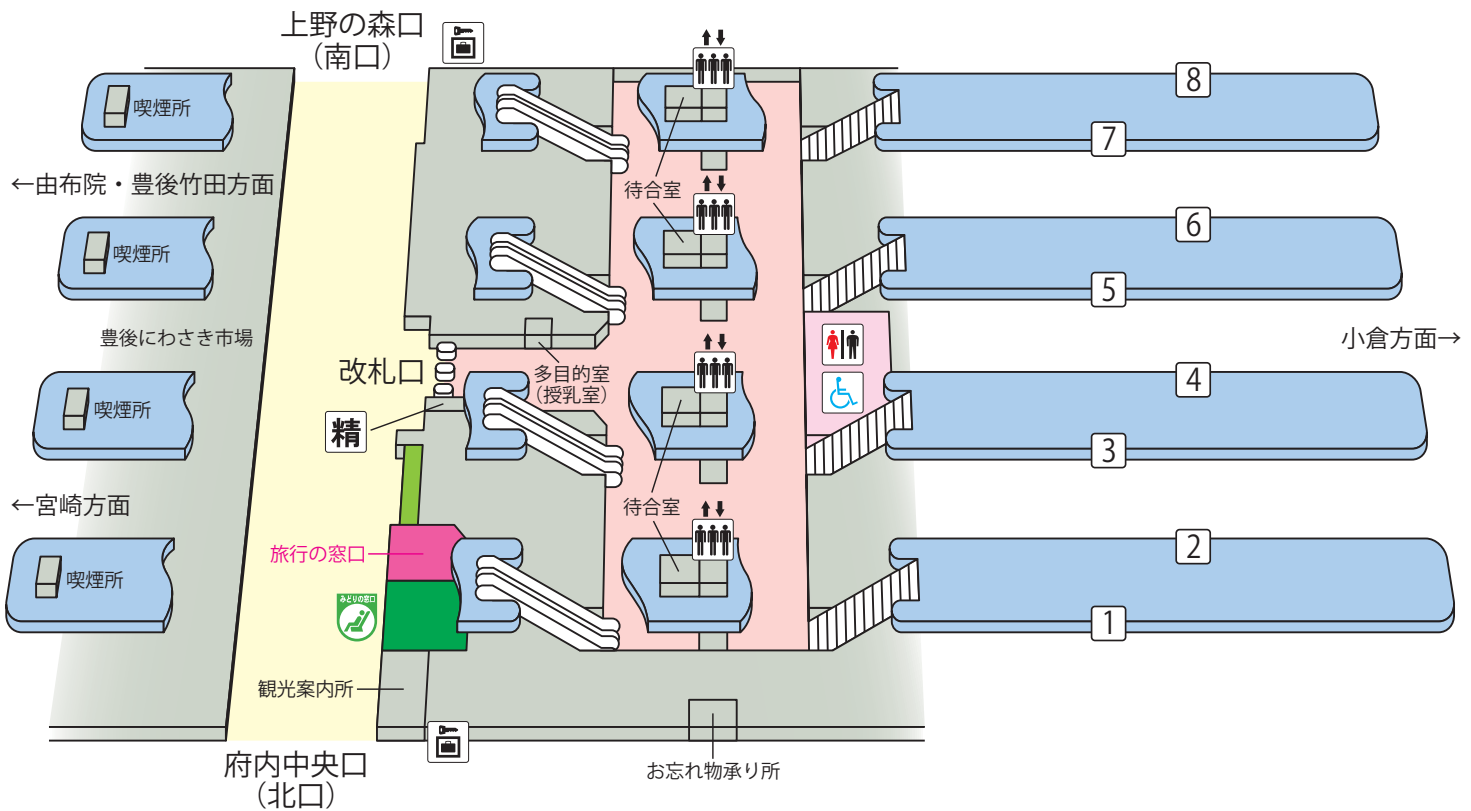 上野の森口
(南口)
8
喫煙所
7
←由布院・豊後竹田方面
待合室
6
喫煙所
5
豊後にわさき市場
小倉方面→
改札口
多目的室
(授乳室)
4
喫煙所
精
3
←宮崎方面
待合室
旅行の窓口
2
喫煙所
みどりの窓口
1
観光案内所
お忘れ物承り所
府内中央口
(北口)